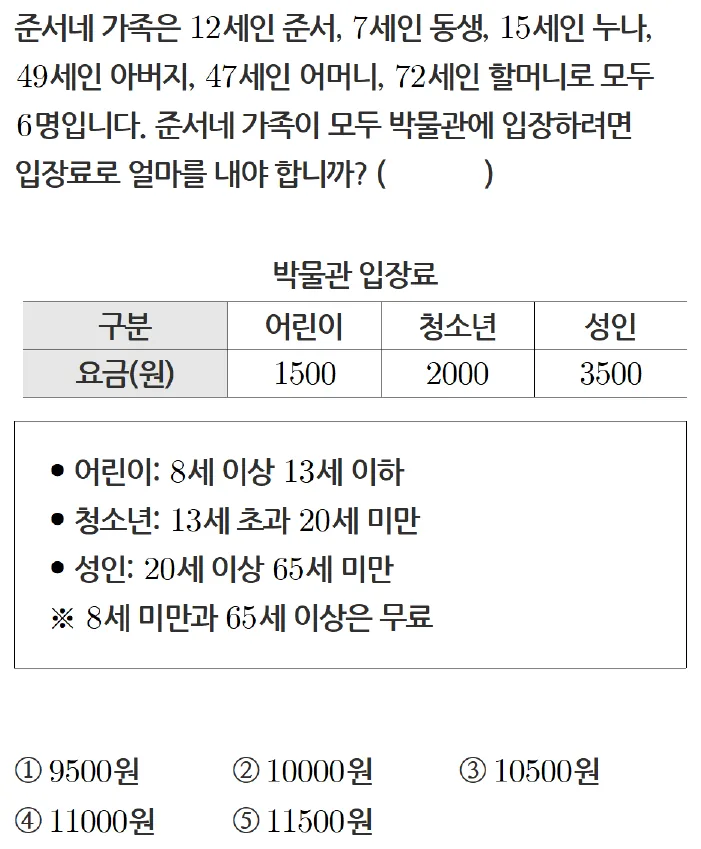 준서네 가족은 12세인 준서, 7세인 동생, 15세인 누나,
49세인 아버지, 47세인 어머니, 72세인 할머니로 모두
6명입니다. 준서네 가족이 모두 박물관에 입장하려면
입장료로 얼마를 내야 합니까? ( )
박물관 입장료
구분 어린이 청소년 성인
요금(원) 1500 2000 3500
• 어린이: 8세 이상 13세 이하
• 청소년: 13세 초과 20세 미만
• 성인: 20세 이상 65세 미만
※ 8세 미만과 65세 이상은 무료
① 9500원 ② 10000원 ③ 10500원
④ 11000원 ⑤ 11500원